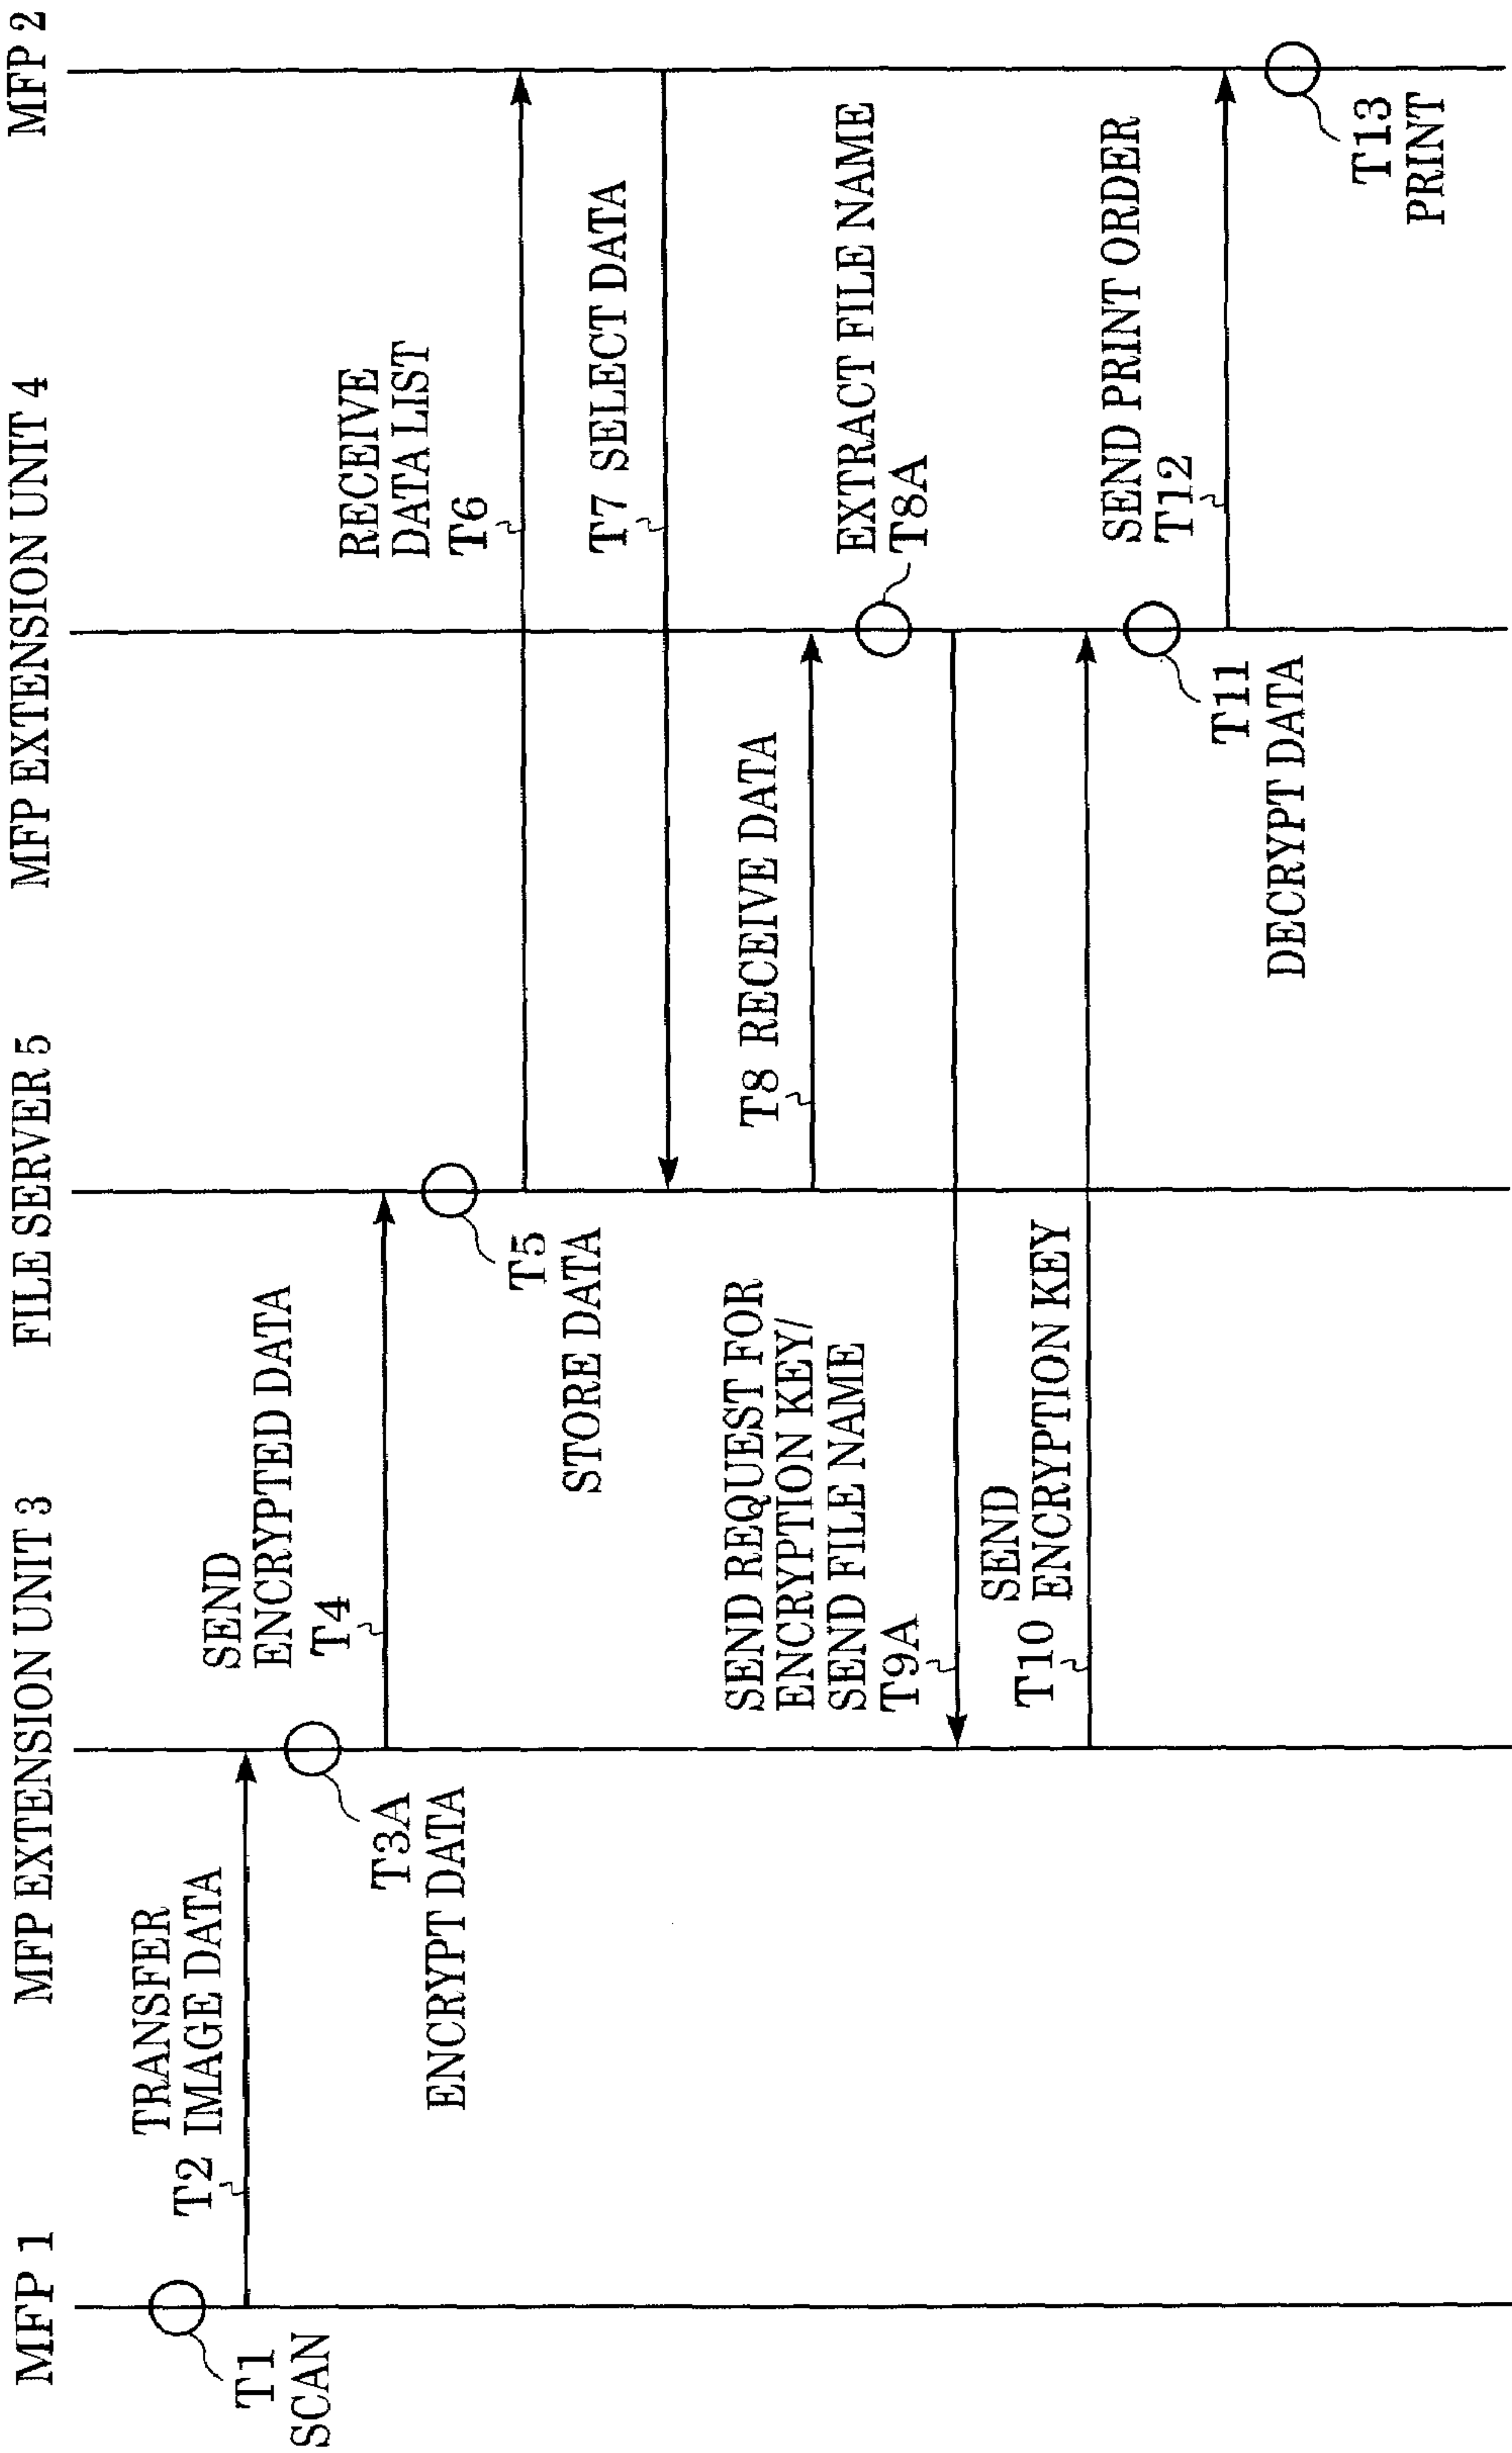 MFP 1
MFP EXTENSION UNIT 3
FILE SERVER 5
MFP EXTENSION UNIT 4
MFP 2
T1
SCAN
TRANSFER
T2 IMAGE DATA
T3A
ENCRYPT DATA
SEND
ENCRYPTED DATA
T4
T5
STORE DATA
RECEIVE
DATA LIST
T6
T7 SELECT DATA
T8 RECEIVE DATA
EXTRACT FILE NAME
T8A
SEND REQUEST FOR
ENCRYPTION KEY/
SEND FILE NAME
T9A
SEND
T10 ENCRYPTION KEY
T11
DECRYPT DATA
SEND PRINT ORDER
T12
T13
PRINT